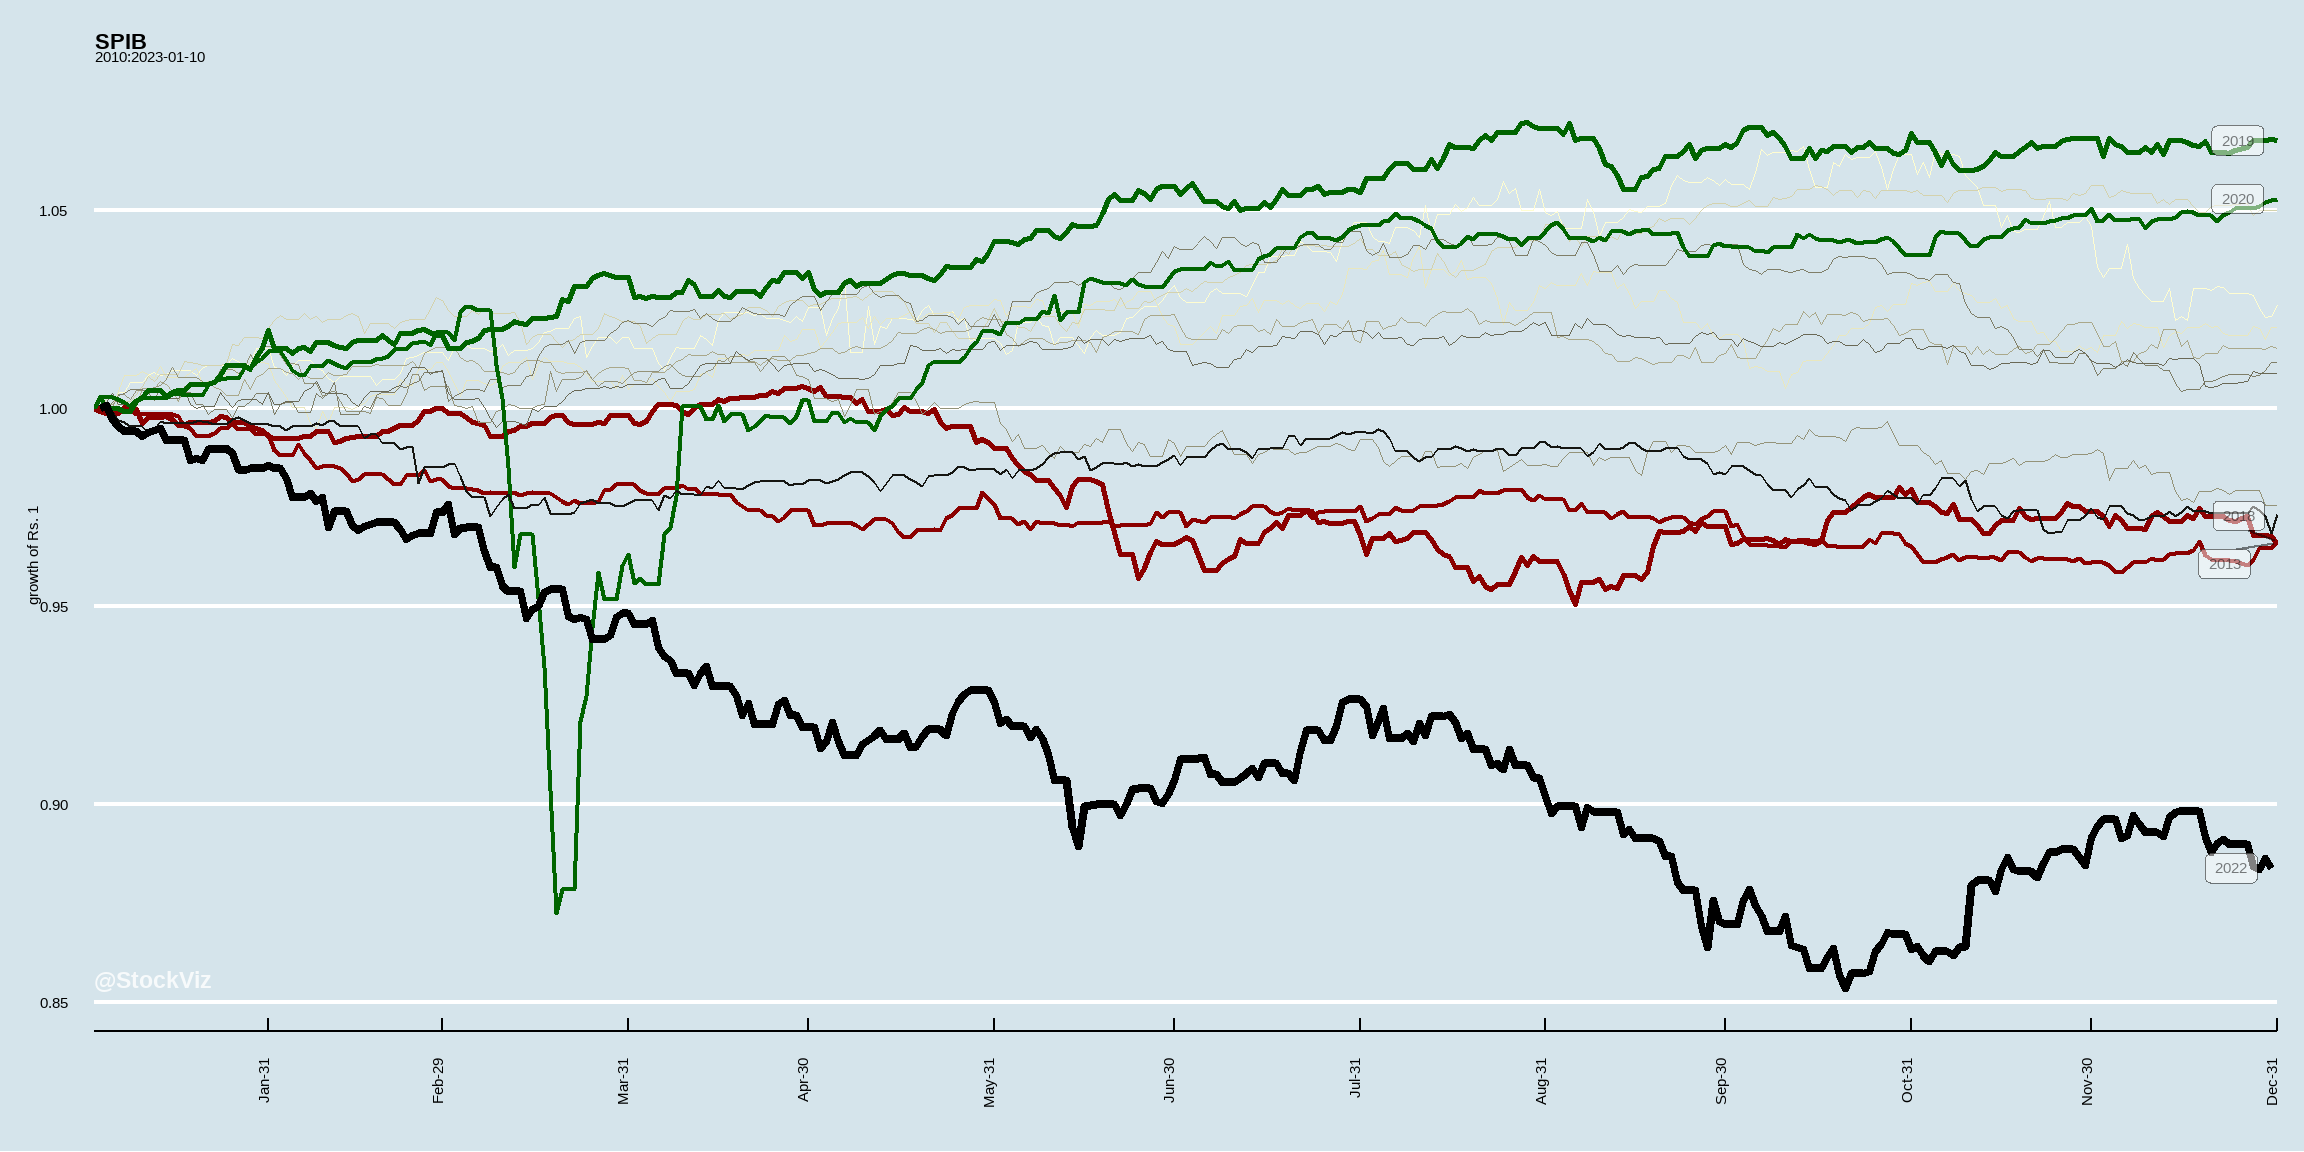 SPIB
2010:2023-01-10
growth of Rs. 1
1.05
1.00
0.95
0.90
0.85
2019
2020
2018
2013
2022
@StockViz
Jan-31
Feb-29
Mar-31
Apr-30
May-31
Jun-30
Jul-31
Aug-31
Sep-30
Oct-31
Nov-30
Dec-31